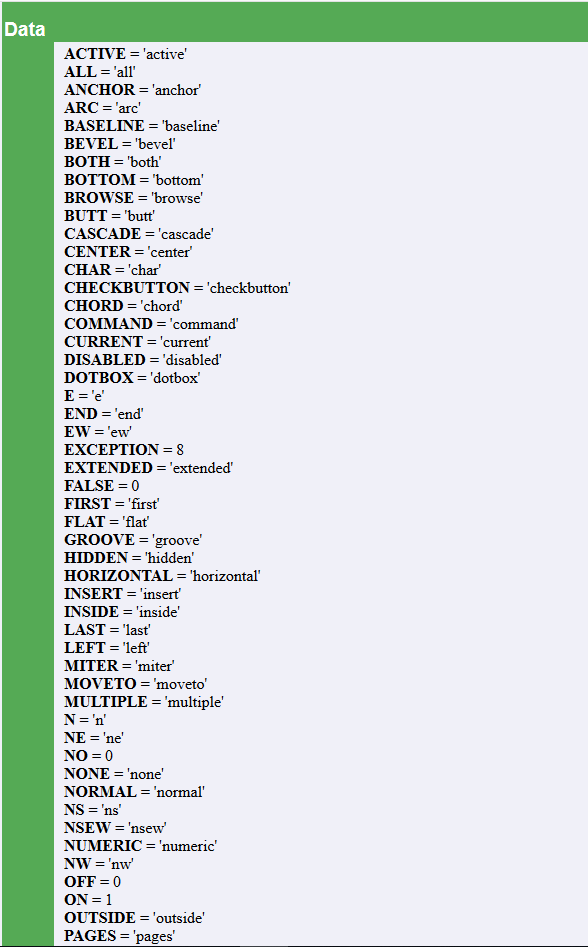 Data
ACTIVE = 'active'
ALL = 'all'
ANCHOR = 'anchor'
ARC = 'arc'
BASELINE = 'baseline'
BEVEL = 'bevel'
BOTH = 'both'
BOTTOM = 'bottom'
BROWSE = 'browse'
BUTT = 'butt'
CASCADE = 'cascade'
CENTER = 'center'
CHAR = 'char'
CHECKBUTTON = 'checkbutton'
CHORD = 'chord'
COMMAND = 'command'
CURRENT = 'current'
DISABLED = 'disabled'
DOTBOX = 'dotbox'
E = 'e'
END = 'end'
EW = 'ew'
EXCEPTION = 8
EXTENDED = 'extended'
FALSE = 0
FIRST = 'first'
FLAT = 'flat'
GROOVE = 'groove'
HIDDEN = 'hidden'
HORIZONTAL = 'horizontal'
INSERT = 'insert'
INSIDE = 'inside'
LAST = 'last'
LEFT = 'left'
MITER = 'miter'
MOVETO = 'moveto'
MULTIPLE = 'multiple'
N = 'n'
NE = 'ne'
NO = 0
NONE = 'none'
NORMAL = 'normal'
NS = 'ns'
NSEW = 'nsew'
NUMERIC = 'numeric'
NW = 'nw'
OFF = 0
ON = 1
OUTSIDE = 'outside'
PAGES = 'pages'